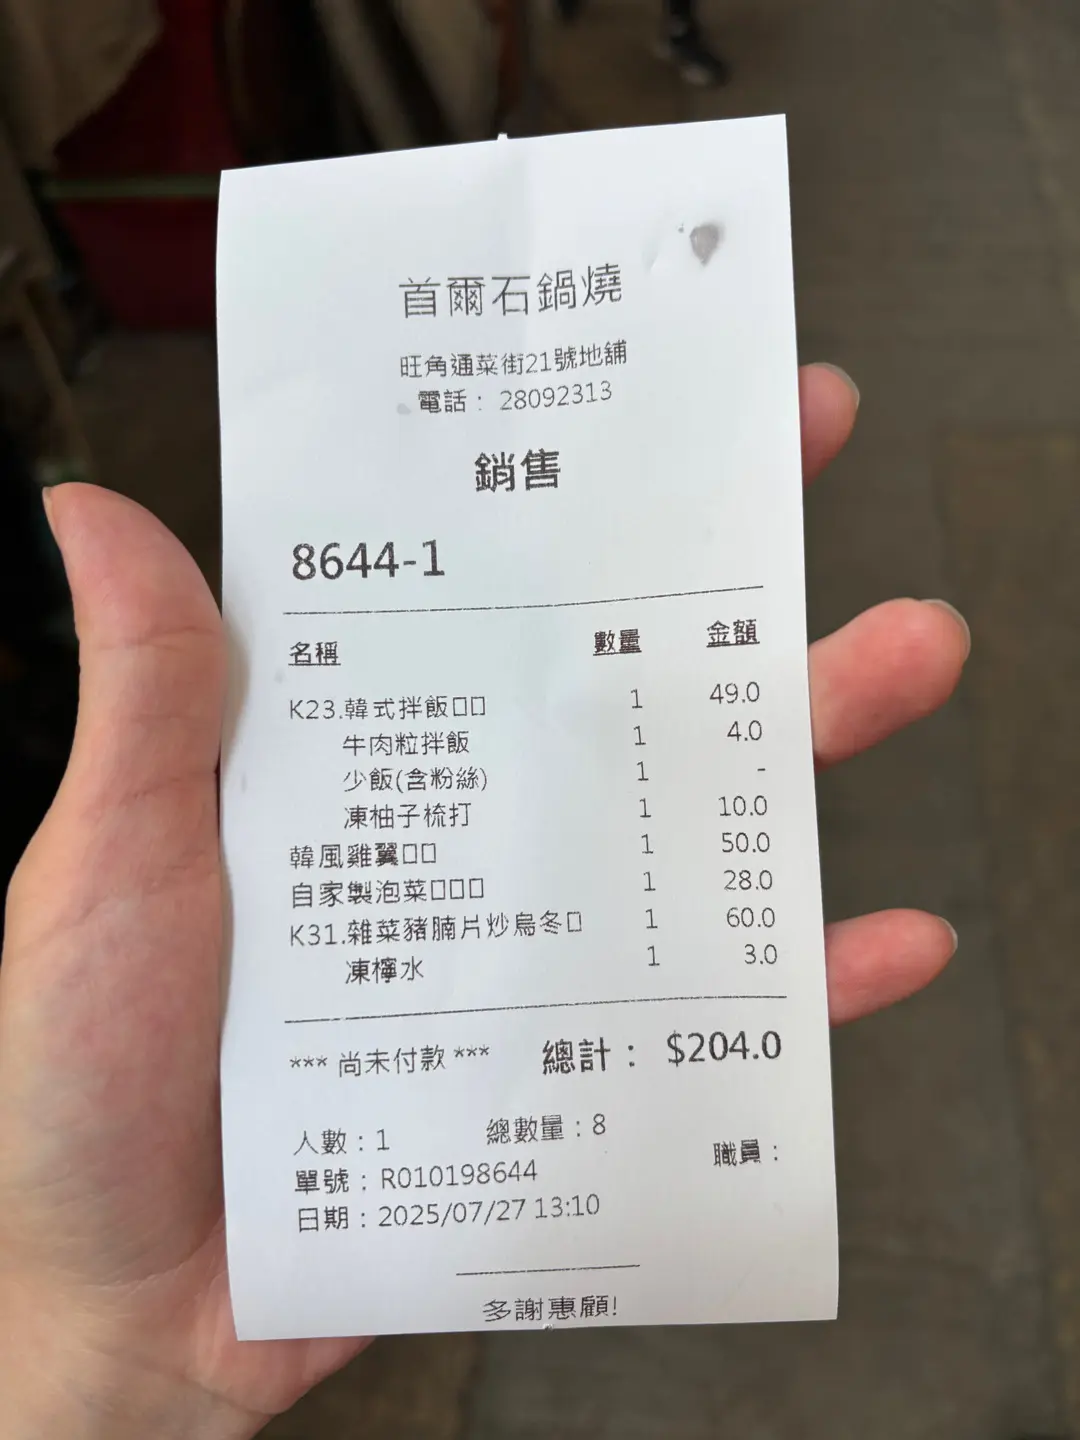 首爾石鍋燒
旺角通菜街21號地舖
電話： 28092313
銷售
8644-1
名稱 數量 金額
K23.韓式拌飯□□ 1 49.0
牛肉粒拌飯 1 4.0
少飯(含粉絲) 1 -
凍柚子梳打 1 10.0
韓風雞翼□□ 1 50.0
自家製泡菜□□□ 1 28.0
K31.雜菜豬腩片炒烏冬□ 1 60.0
凍檸水 1 3.0
*** 尚未付款 *** 總計： $204.0
人數：1 總數量：8
單號：R010198644 職員：
日期：2025/07/27 13:10
多謝惠顧!